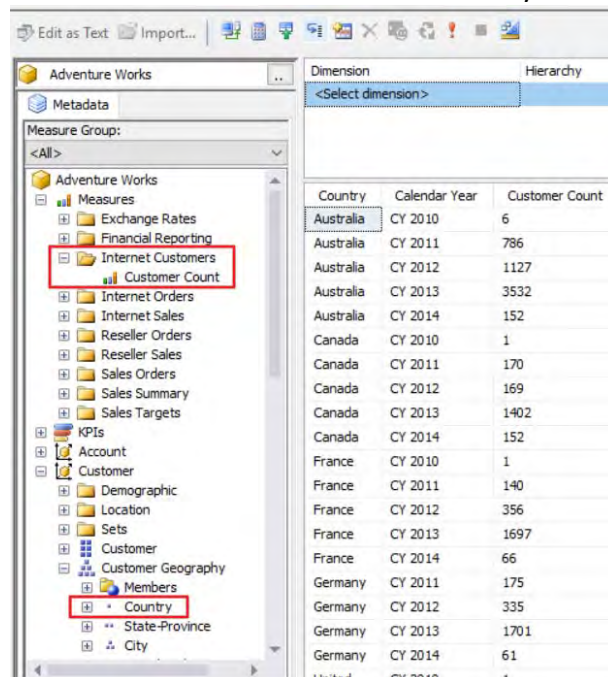 Edit as Text Import...
Adventure Works ..
Metadata
Measure Group:
<All>
Adventure Works
Measures
Exchange Rates
Financial Reporting
Internet Customers
Customer Count
Internet Orders
Internet Sales
Reseller Orders
Reseller Sales
Sales Orders
Sales Summary
Sales Targets
KPIs
Account
Customer
Demographic
Location
Sets
Customer
Customer Geography
Members
Country
State-Province
City
Dimension Hierarchy
<Select dimension>
Country Calendar Year Customer Count
Australia CY 2010 6
Australia CY 2011 786
Australia CY 2012 1127
Australia CY 2013 3532
Australia CY 2014 152
Canada CY 2010 1
Canada CY 2011 170
Canada CY 2012 169
Canada CY 2013 1402
Canada CY 2014 152
France CY 2010 1
France CY 2011 140
France CY 2012 356
France CY 2013 1697
France CY 2014 66
Germany CY 2011 175
Germany CY 2012 335
Germany CY 2013 1701
Germany CY 2014 61